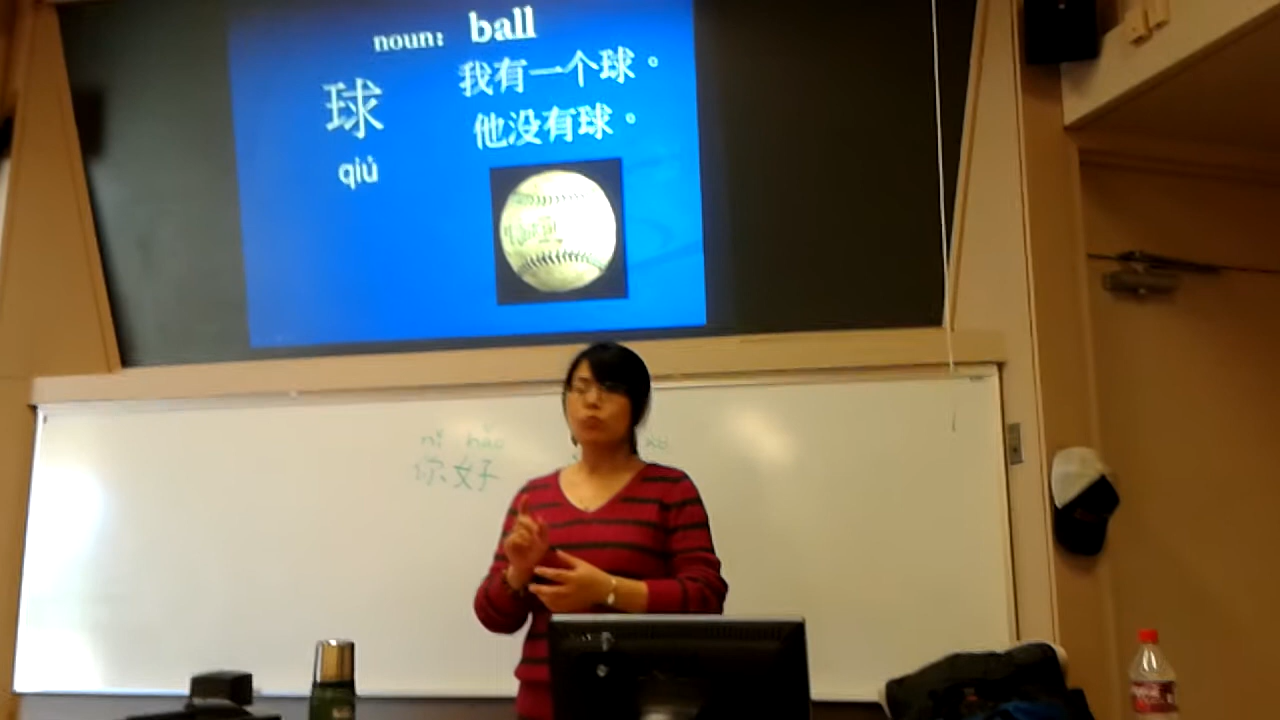 noun: ball
我有一个球。
球
他没有球。
qiú
nǐ hǎo
你好